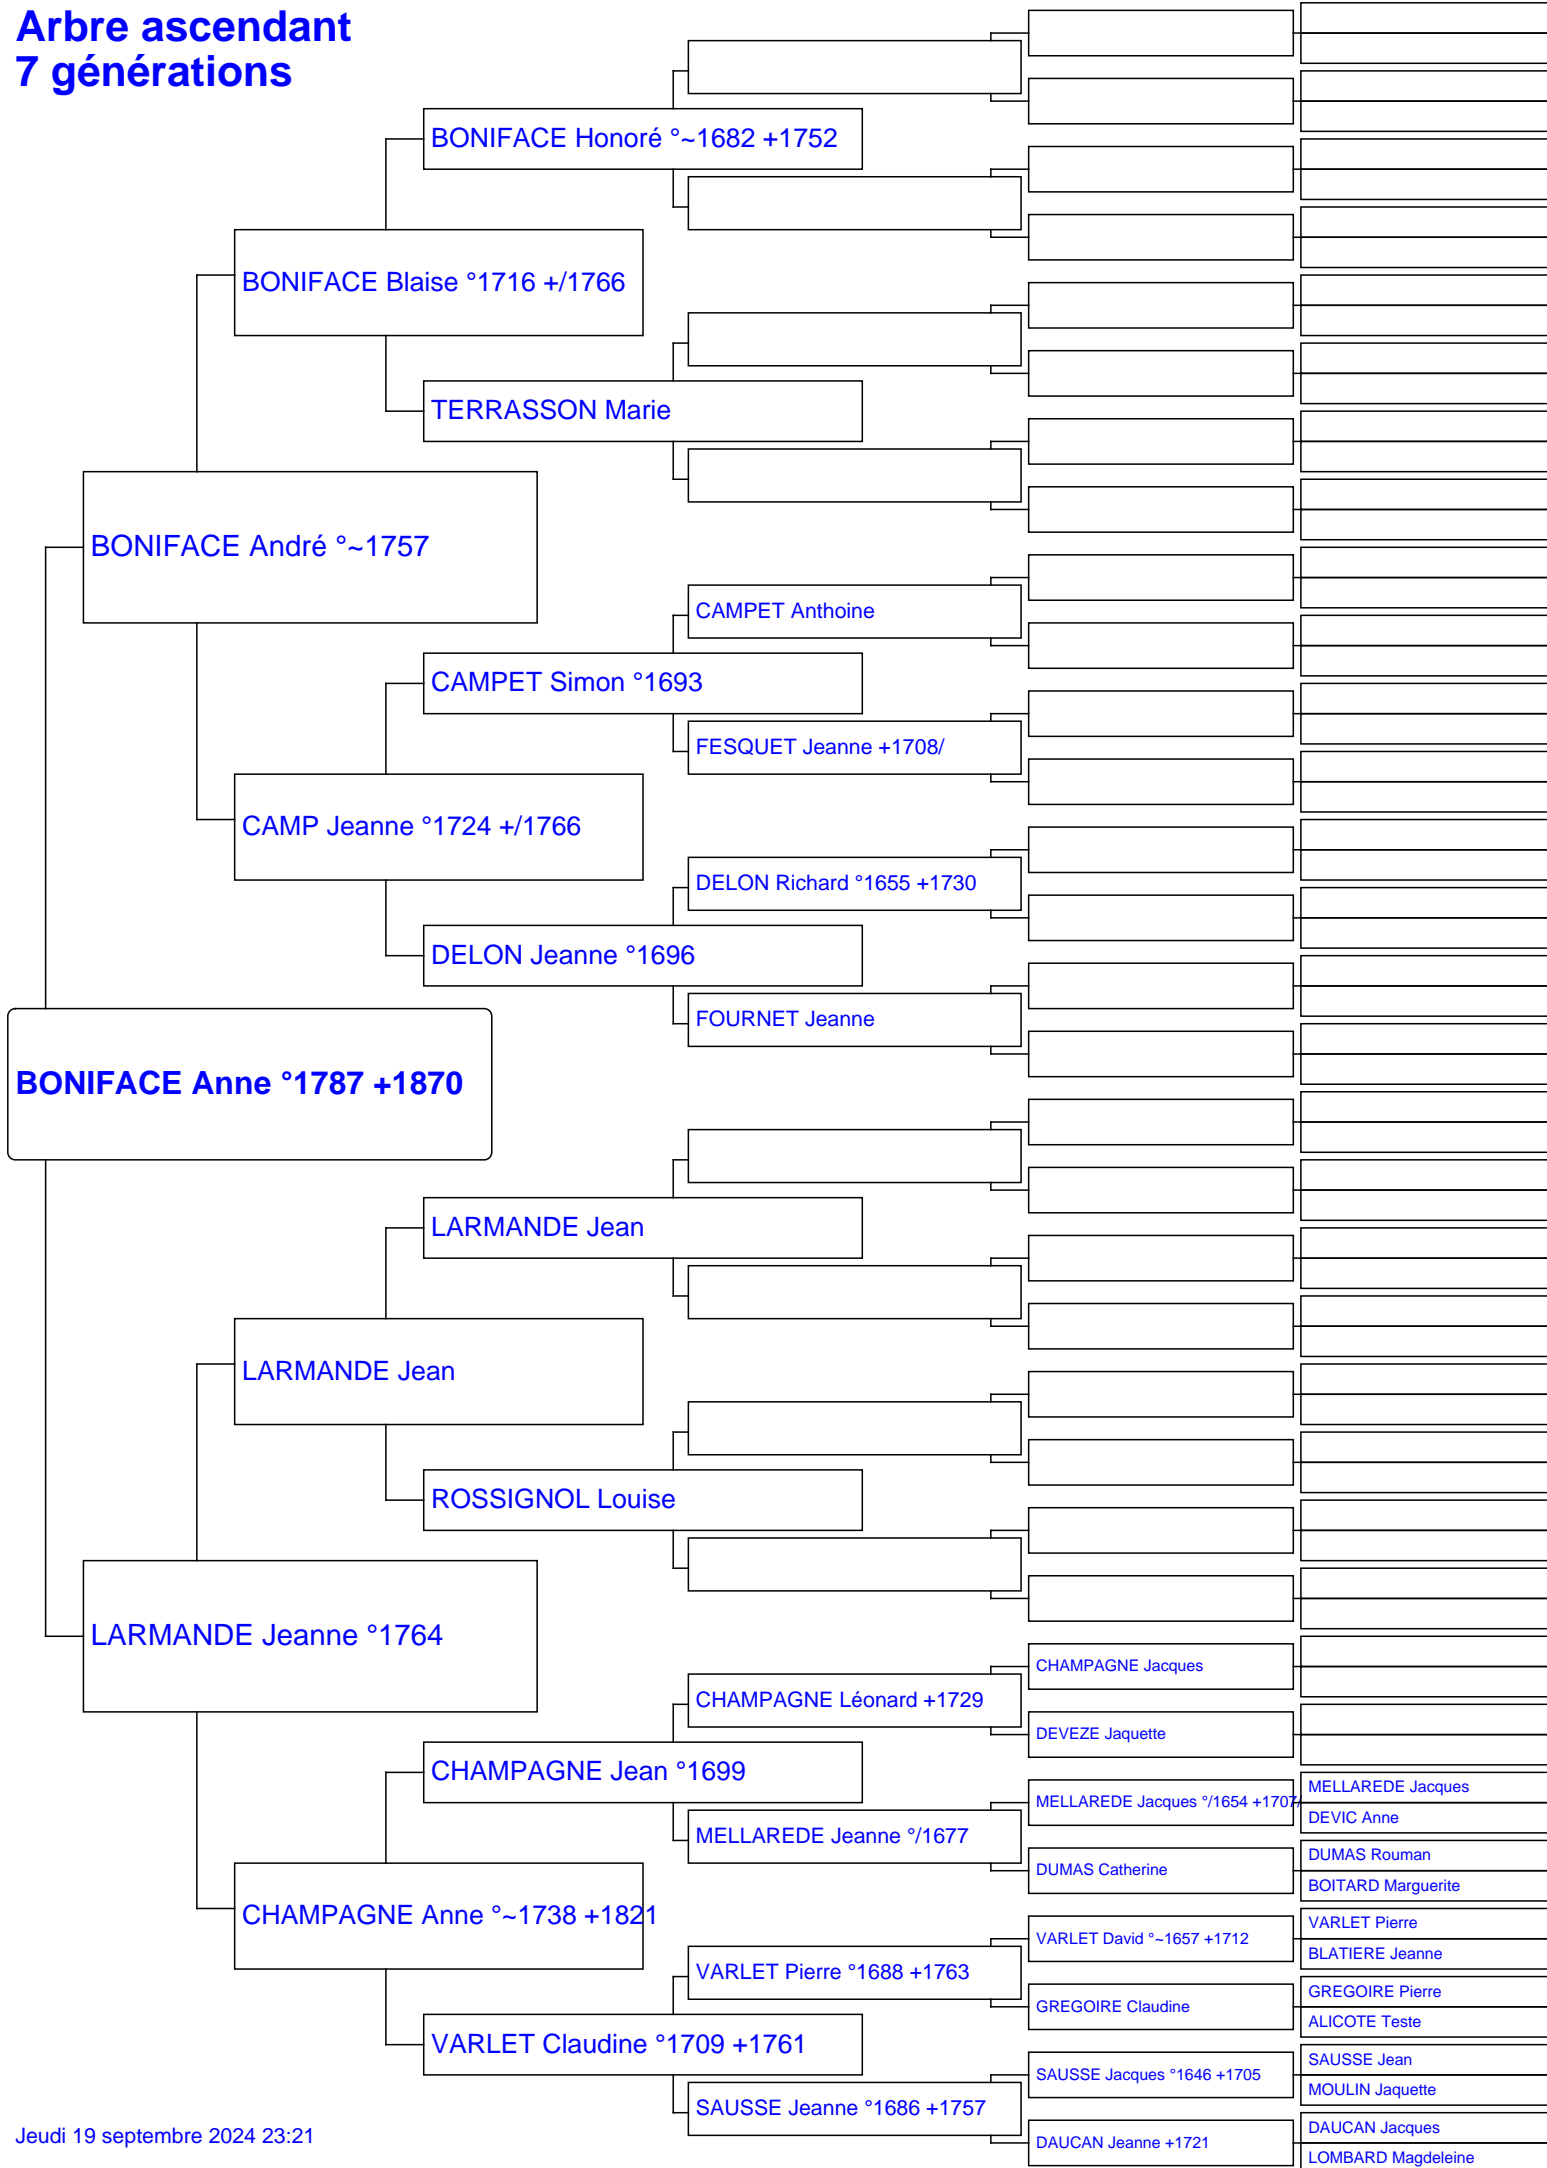 Arbre ascendant
7 générations
BONIFACE Honoré °~1682 +1752
BONIFACE Blaise °1716 +/1766
TERRASSON Marie
BONIFACE André °~1757
CAMPET Anthoine
CAMPET Simon °1693
FESQUET Jeanne +1708/
CAMP Jeanne °1724 +/1766
DELON Richard °1655 +1730
DELON Jeanne °1696
FOURNET Jeanne
BONIFACE Anne °1787 +1870
LARMANDE Jean
LARMANDE Jean
ROSSIGNOL Louise
LARMANDE Jeanne °1764
CHAMPAGNE Jacques
CHAMPAGNE Léonard +1729
DEVEZE Jaquette
CHAMPAGNE Jean °1699
MELLAREDE Jacques
MELLAREDE Jacques °/1654 +1707/
DEVIC Anne
MELLAREDE Jeanne °/1677
DUMAS Rouman
DUMAS Catherine
BOITARD Marguerite
CHAMPAGNE Anne °~1738 +1821
VARLET Pierre
VARLET David °~1657 +1712
BLATIERE Jeanne
VARLET Pierre °1688 +1763
GREGOIRE Pierre
GREGOIRE Claudine
ALICOTE Teste
VARLET Claudine °1709 +1761
SAUSSE Jean
SAUSSE Jacques °1646 +1705
MOULIN Jaquette
SAUSSE Jeanne °1686 +1757
DAUCAN Jacques
DAUCAN Jeanne +1721
LOMBARD Magdeleine
Jeudi 19 septembre 2024 23:21